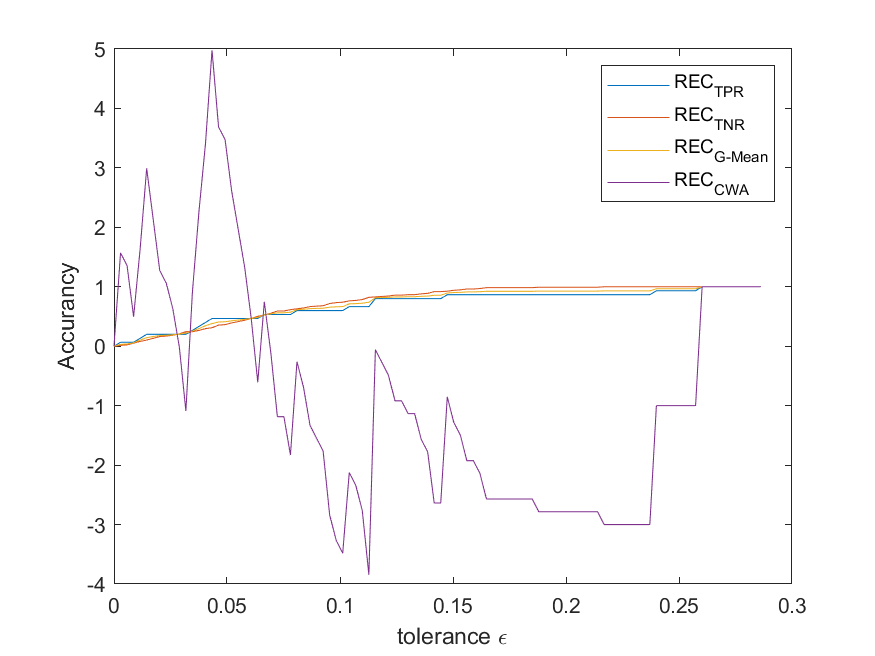 5
4
3
2
1
0
-1
-2
-3
-4
0
0.05
0.1
0.15
0.2
0.25
0.3
Accurancy
tolerance ϵ
REC_TPR
REC_TNR
REC_G-Mean
REC_CWA